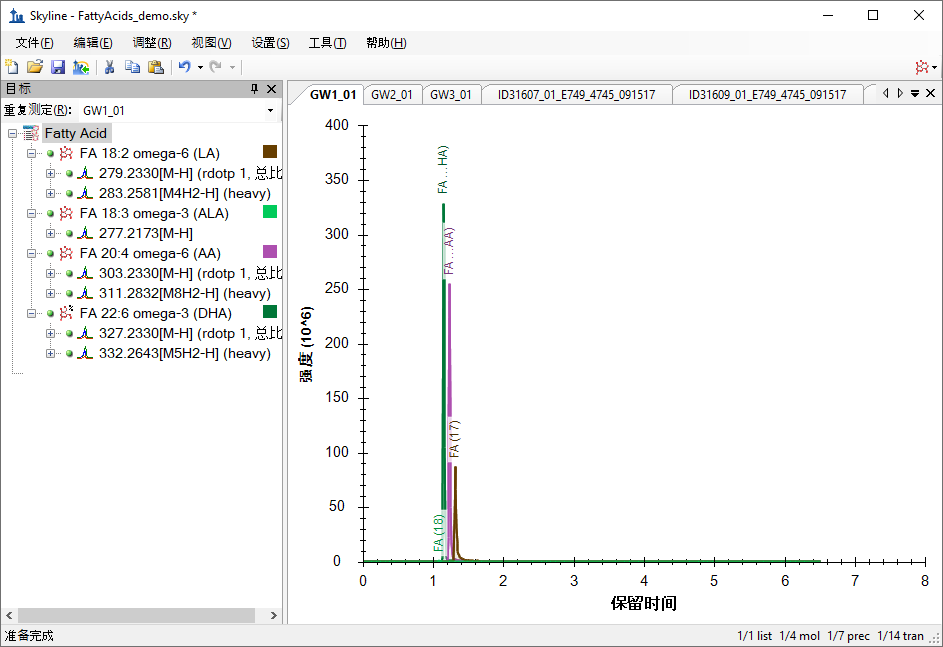 Skyline - FattyAcids_demo.sky *
文件(F) 编辑(E) 调整(R) 视图(V) 设置(S) 工具(T) 帮助(H)
目标
重复测定(R): GW1_01
Fatty Acid
FA 18:2 omega-6 (LA)
279.2330[M-H] (rdotp 1, 总比
283.2581[M4H2-H] (heavy)
FA 18:3 omega-3 (ALA)
277.2173[M-H]
FA 20:4 omega-6 (AA)
303.2330[M-H] (rdotp 1, 总比
311.2832[M8H2-H] (heavy)
FA 22:6 omega-3 (DHA)
327.2330[M-H] (rdotp 1, 总比
332.2643[M5H2-H] (heavy)
GW1_01 GW2_01 GW3_01 ID31607_01_E749_4745_091517 ID31609_01_E749_4745_091517
400
350
300
250
200
150
100
50
0
强度 (10^6)
FA ...HA)
FA ...AA)
FA (17)
FA (18)
0 1 2 3 4 5 6 7 8
保留时间
准备完成
1/1 list 1/4 mol 1/7 prec 1/14 tran